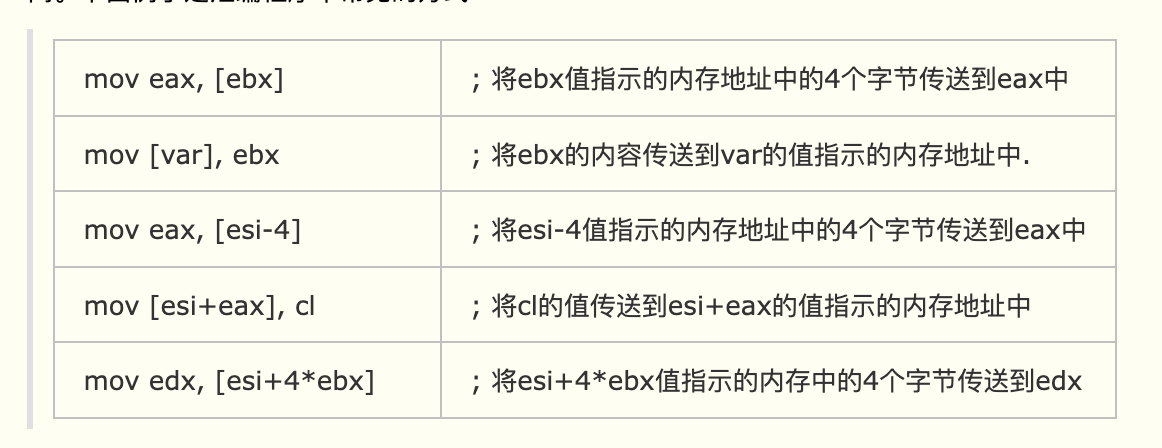 mov eax, [ebx] ; 将ebx值指示的内存地址中的4个字节传送到eax中
mov [var], ebx ; 将ebx的内容传送到var的值指示的内存地址中.
mov eax, [esi-4] ; 将esi-4值指示的内存地址中的4个字节传送到eax中
mov [esi+eax], cl ; 将cl的值传送到esi+eax的值指示的内存地址中
mov edx, [esi+4*ebx] ; 将esi+4*ebx值指示的内存中的4个字节传送到edx